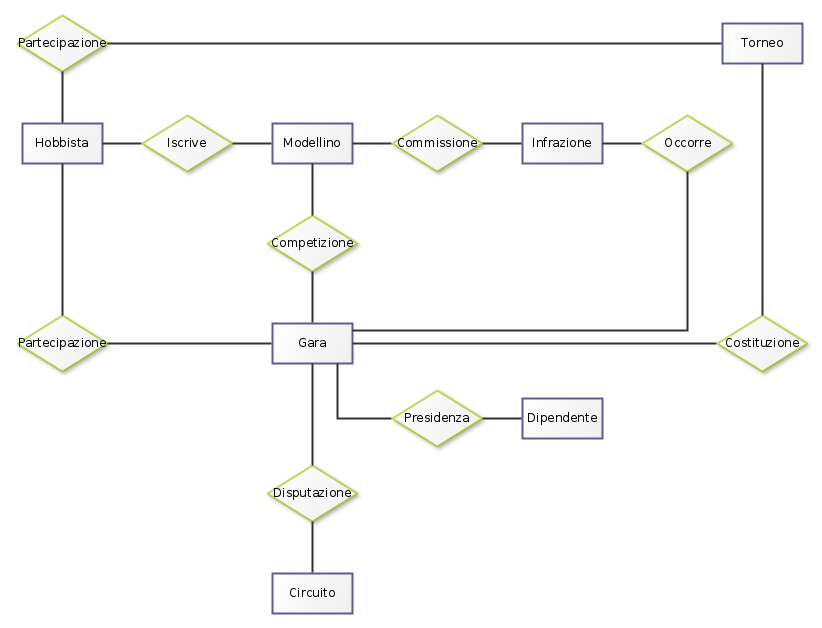 Partecipazione
Torneo
Hobbista
Iscrive
Modellino
Commissione
Infrazione
Occorre
Competizione
Partecipazione
Gara
Costituzione
Presidenza
Dipendente
Disputazione
Circuito